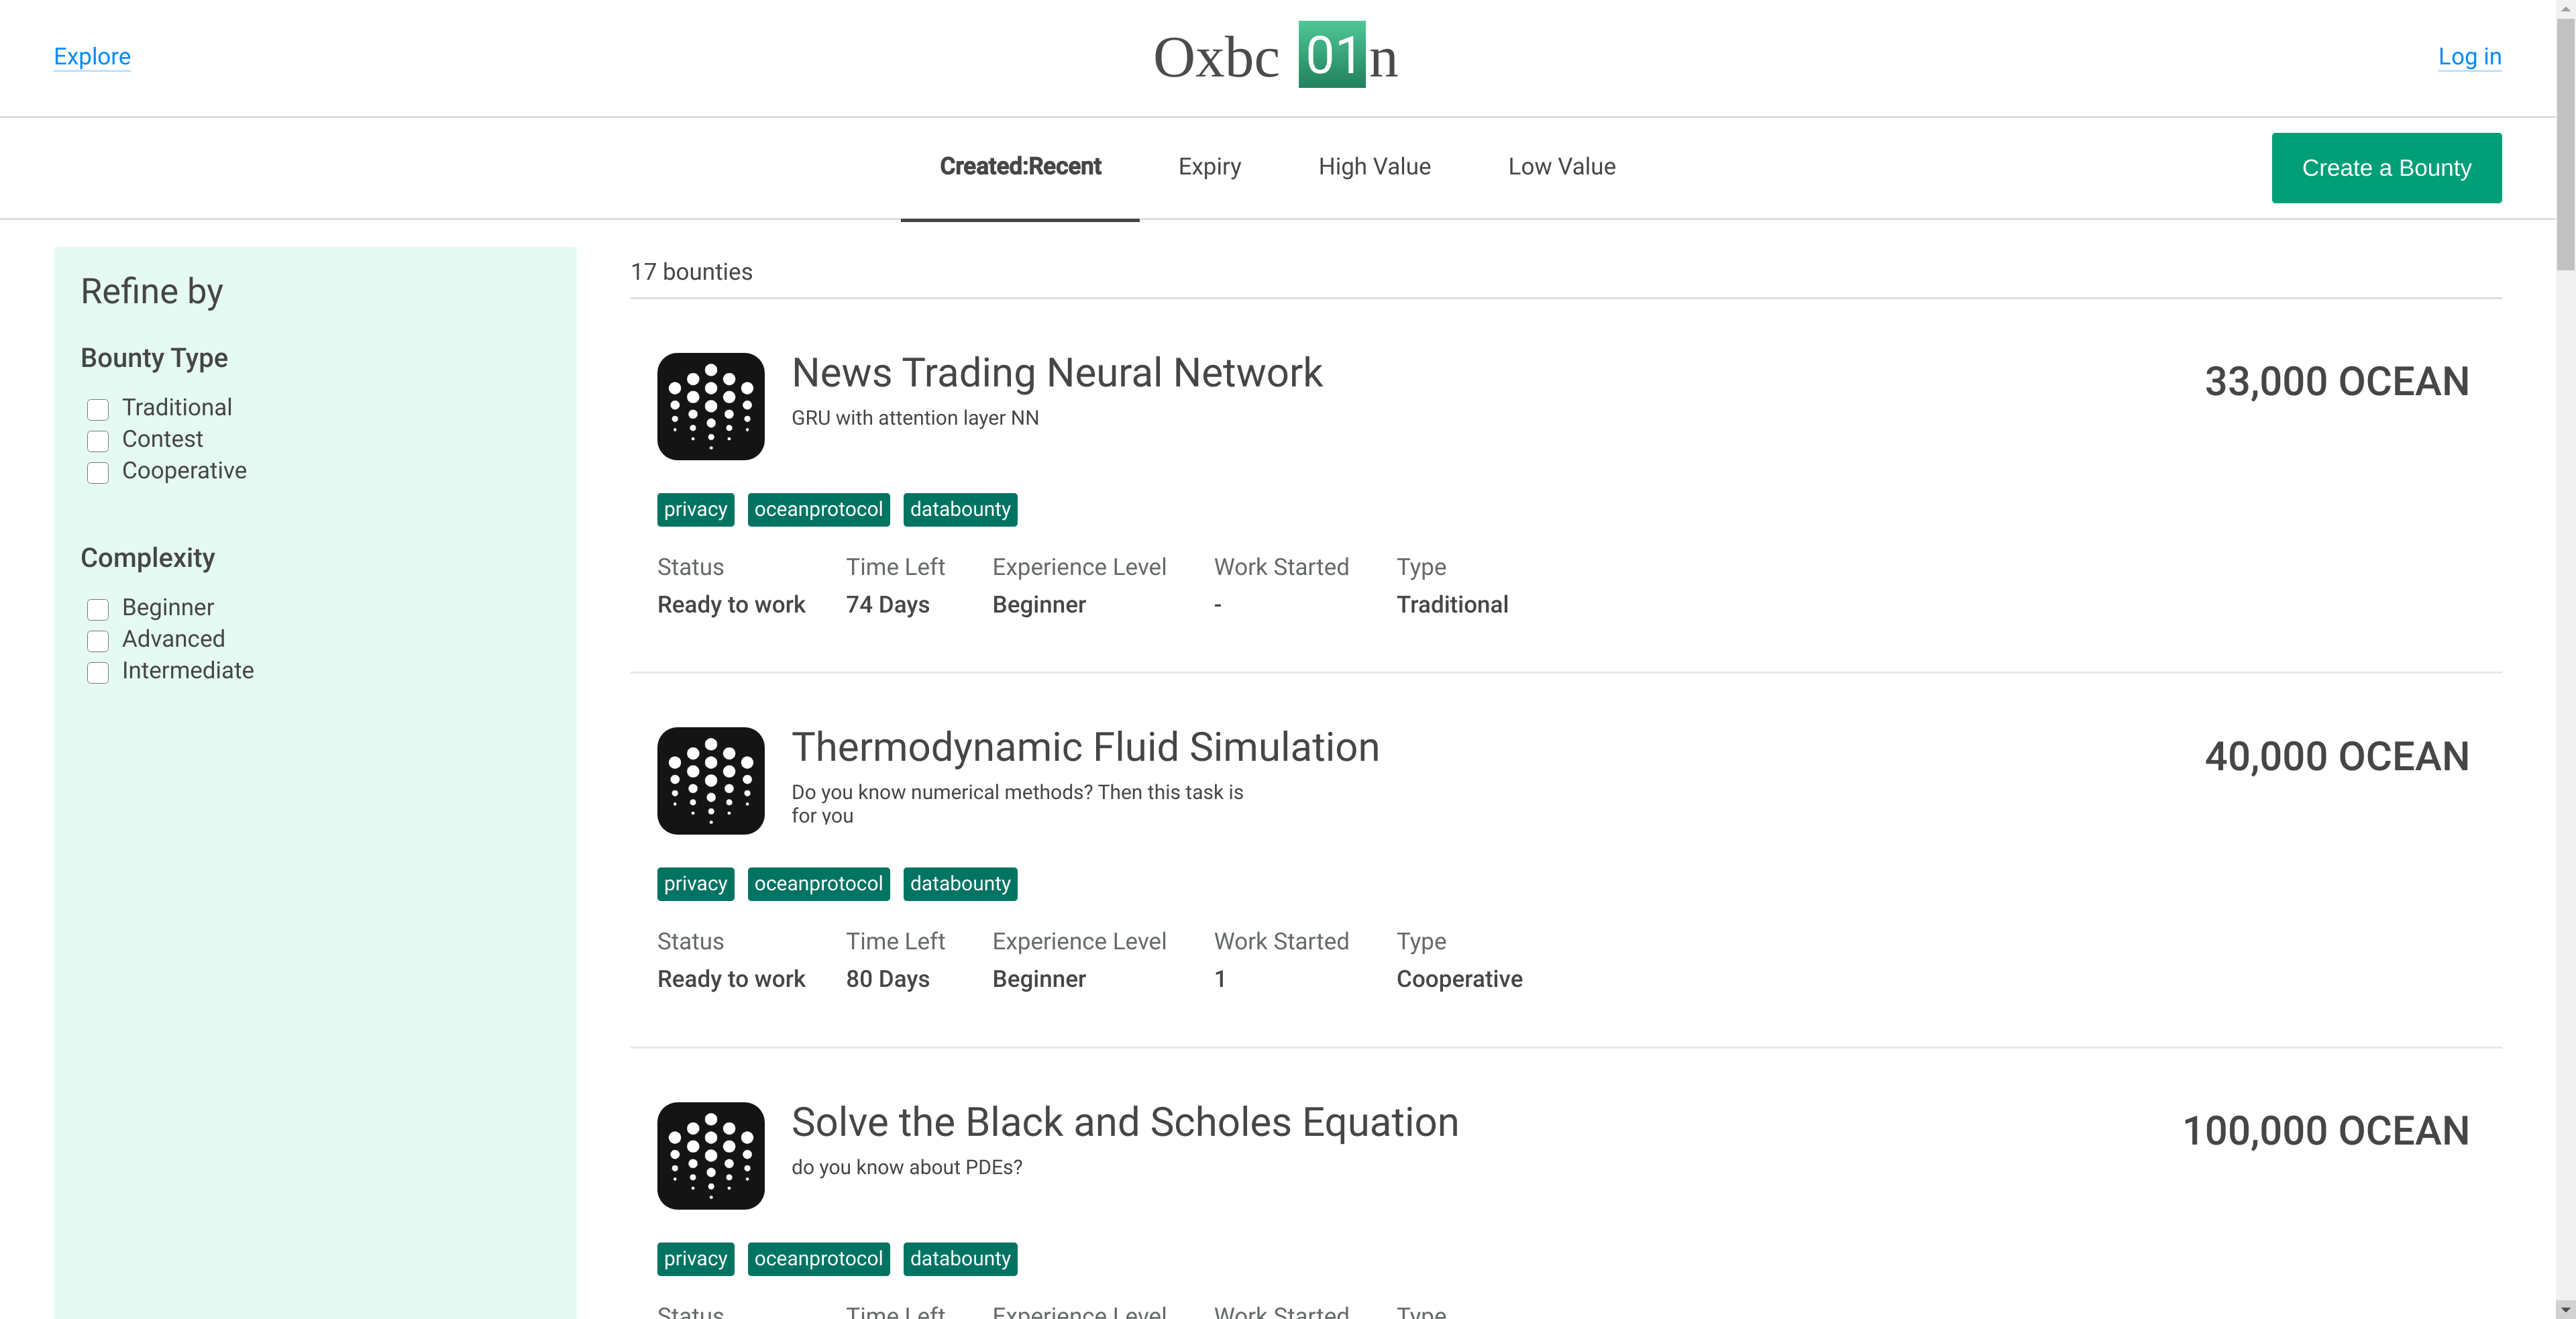 Explore
Oxbc 01n
Log in
Created:Recent Expiry High Value Low Value
Create a Bounty
Refine by
Bounty Type
Traditional
Contest
Cooperative
Complexity
Beginner
Advanced
Intermediate
17 bounties
News Trading Neural Network
33,000 OCEAN
GRU with attention layer NN
privacy oceanprotocol databounty
Status Time Left Experience Level Work Started Type
Ready to work 74 Days Beginner - Traditional
Thermodynamic Fluid Simulation
40,000 OCEAN
Do you know numerical methods? Then this task is
for you
privacy oceanprotocol databounty
Status Time Left Experience Level Work Started Type
Ready to work 80 Days Beginner 1 Cooperative
Solve the Black and Scholes Equation
100,000 OCEAN
do you know about PDEs?
privacy oceanprotocol databounty
Status Time Left Experience Level Work Started Type